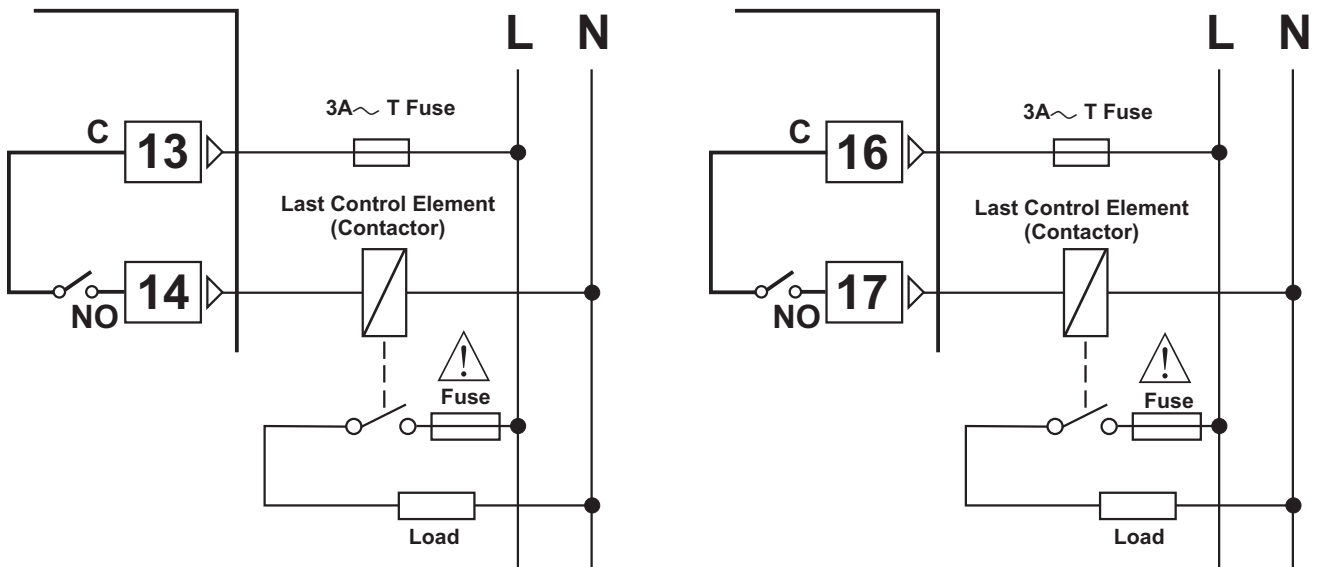 L N
3A~ T Fuse
C
13
Last Control Element
(Contactor)
14
NO
!
Fuse
Load
L N
3A~ T Fuse
C
16
Last Control Element
(Contactor)
17
NO
!
Fuse
Load